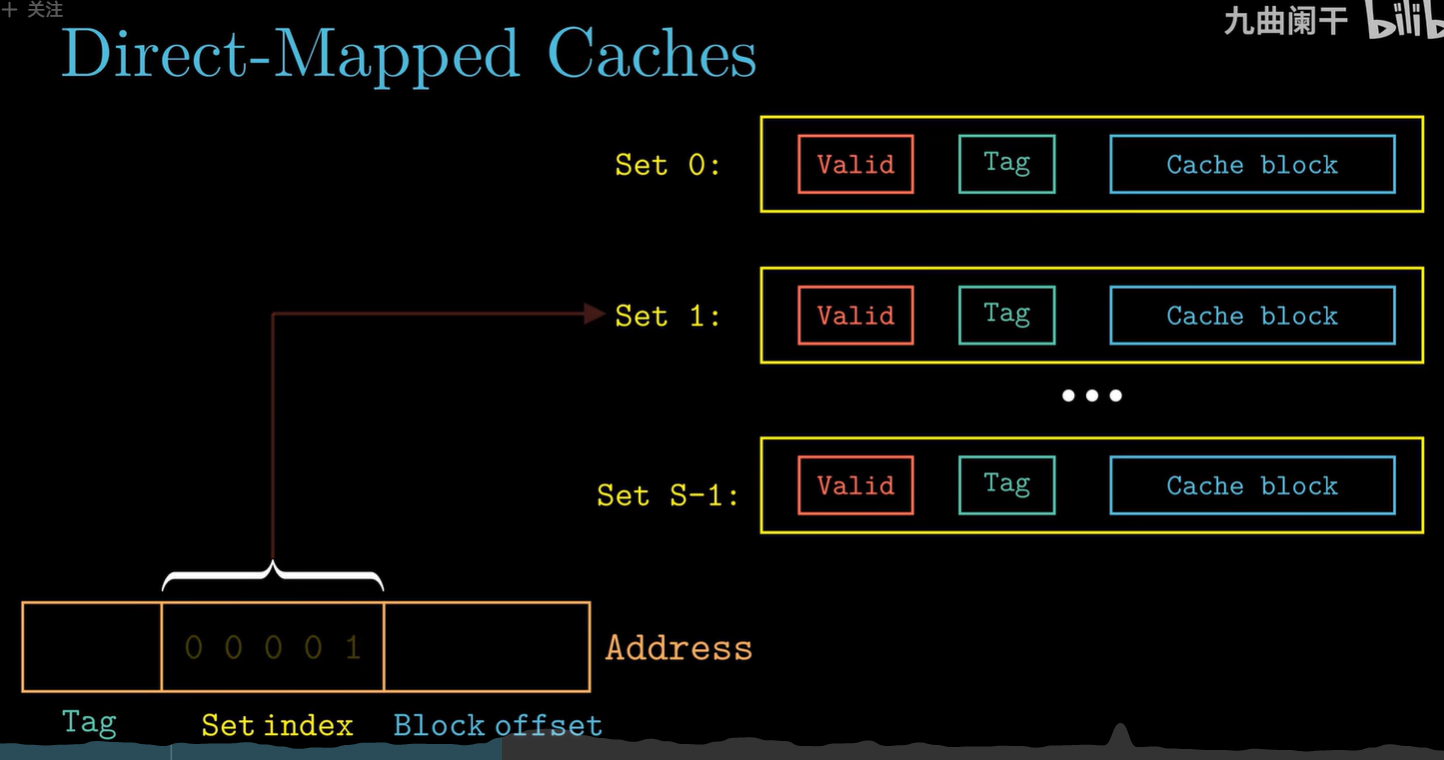 + 关注
九曲阑干 bilib
Direct-Mapped Caches
Set 0: Valid Tag Cache block
Set 1: Valid Tag Cache block
Set S-1: Valid Tag Cache block
0 0 0 0 1 Address
Tag Set index Block offset